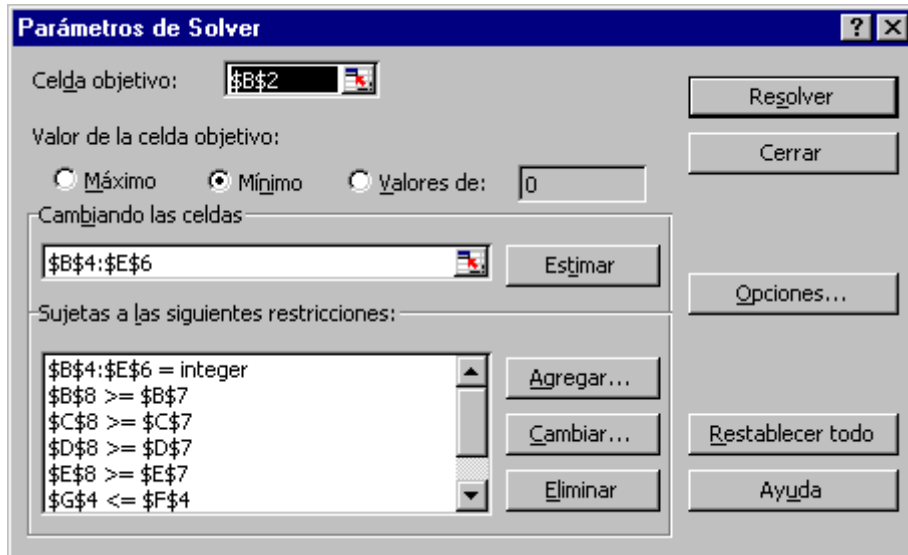 Parámetros de Solver
Celda objetivo: $B$2
Resolver
Valor de la celda objetivo:
Cerrar
Máximo Mínimo Valores de: 0
Cambiando las celdas
$B$4:$E$6 Estimar
Opciones...
Sujetas a las siguientes restricciones:
$B$4:$E$6 = integer
$B$8 >= $B$7
$C$8 >= $C$7
$D$8 >= $D$7
$E$8 >= $E$7
$G$4 <= $F$4
Agregar...
Cambiar...
Eliminar
Restablecer todo
Ayuda